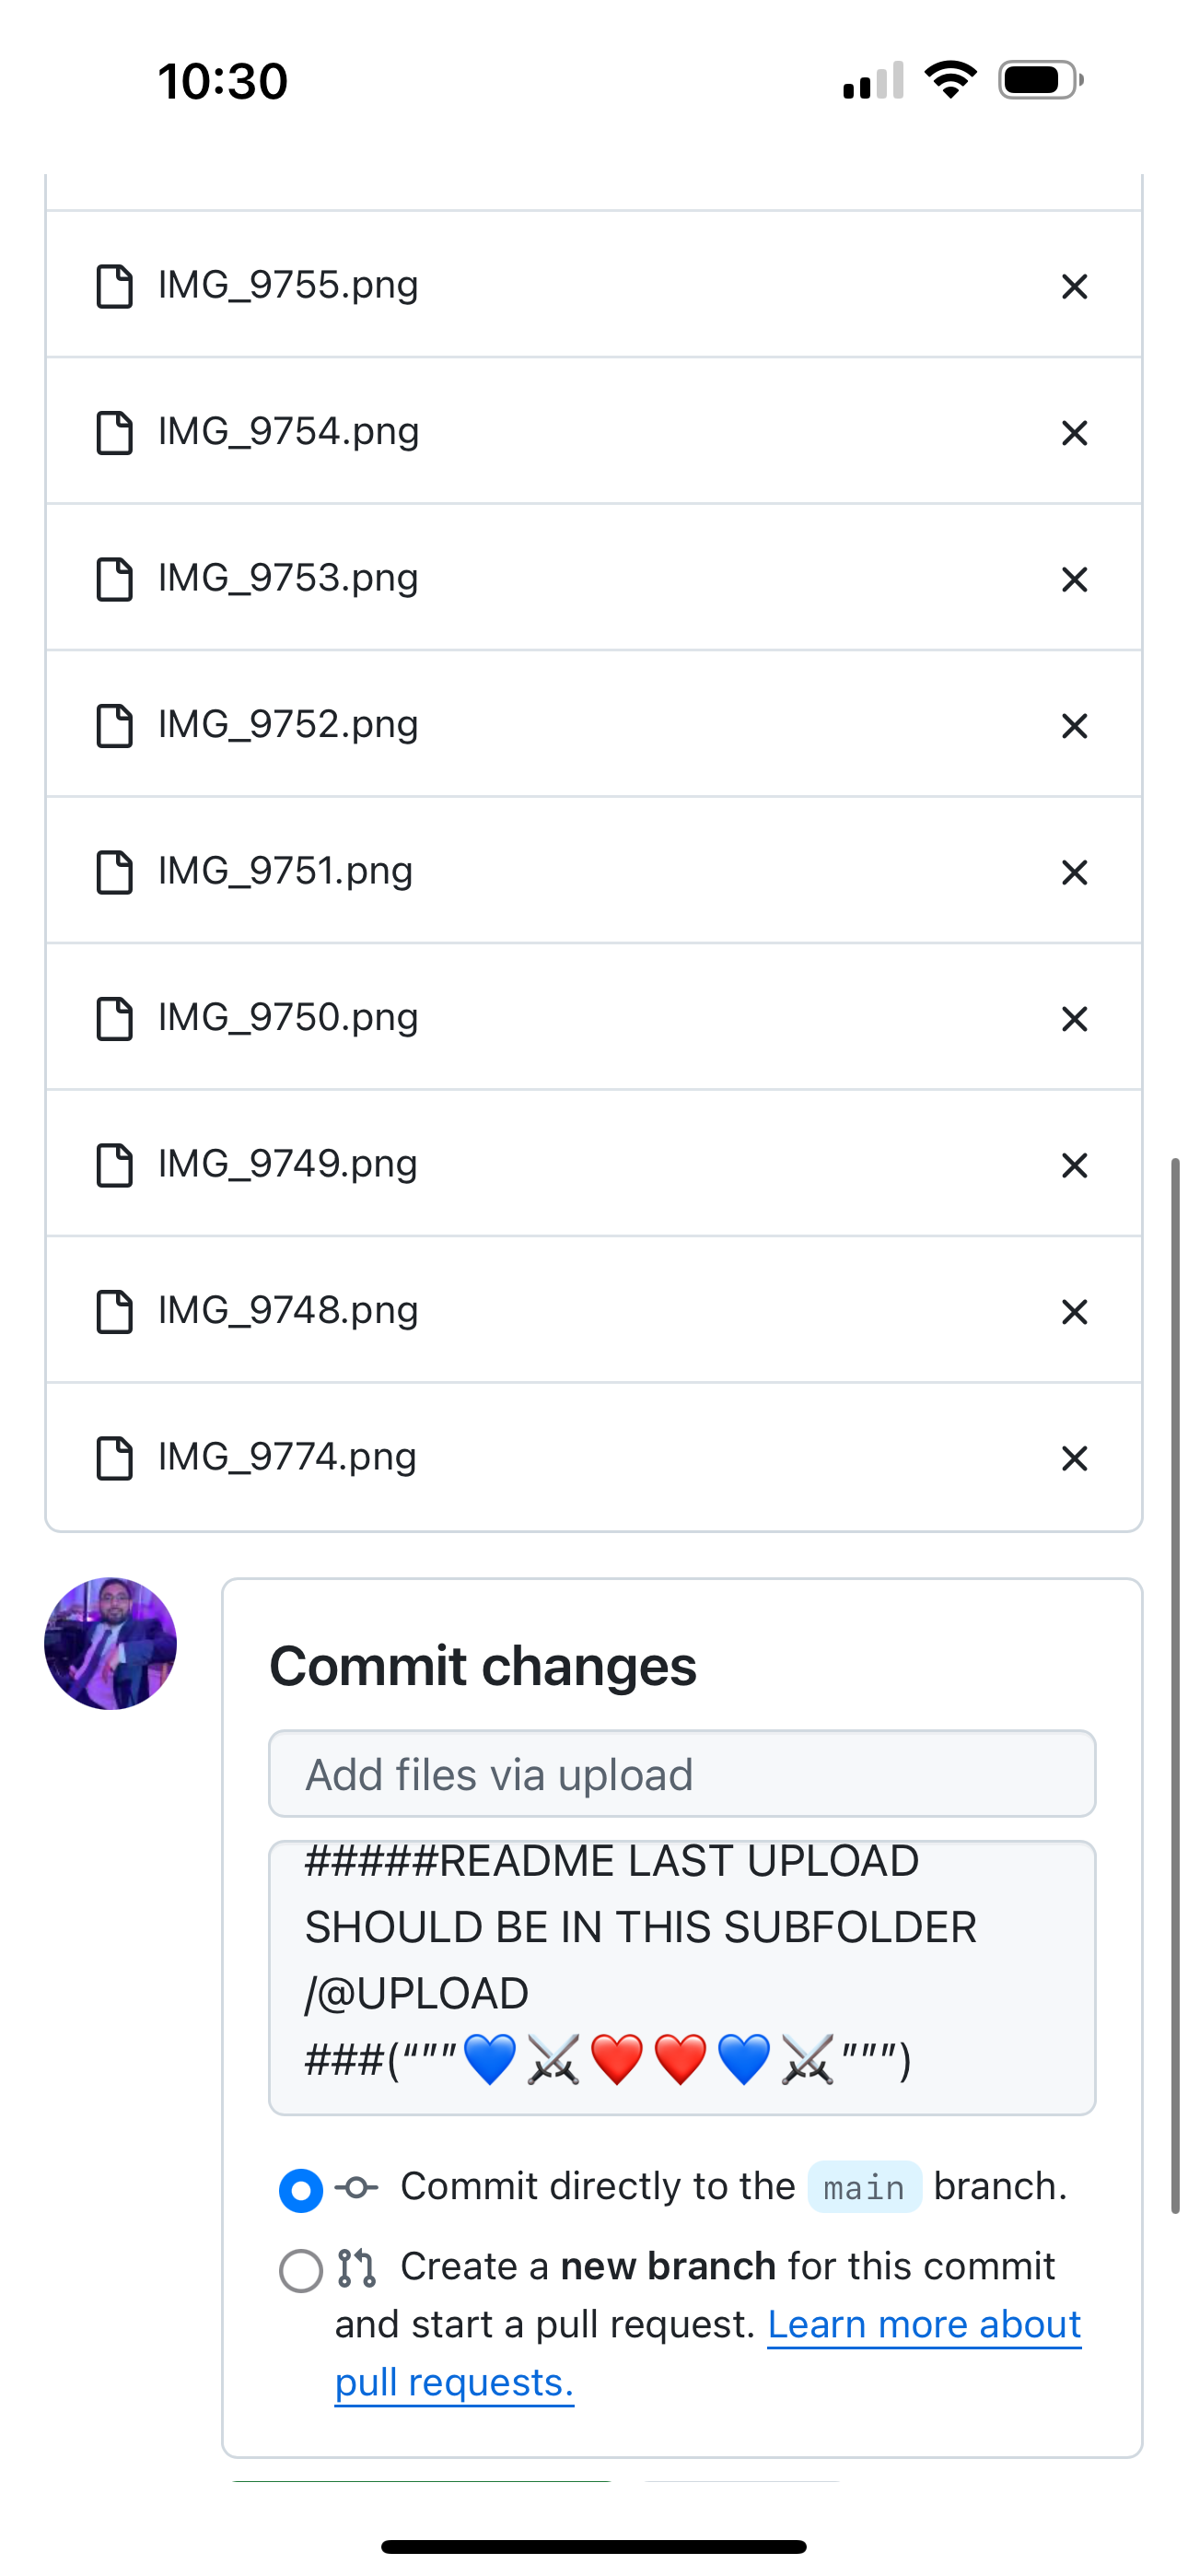 10:30
IMG_9755.png
IMG_9754.png
IMG_9753.png
IMG_9752.png
IMG_9751.png
IMG_9750.png
IMG_9749.png
IMG_9748.png
IMG_9774.png
Commit changes
Add files via upload
#####README LAST UPLOAD
SHOULD BE IN THIS SUBFOLDER
/@UPLOAD
###(“””💙⚔️❤️❤️💙⚔️”””)
Commit directly to the main branch.
Create a new branch for this commit
and start a pull request. Learn more about
pull requests.